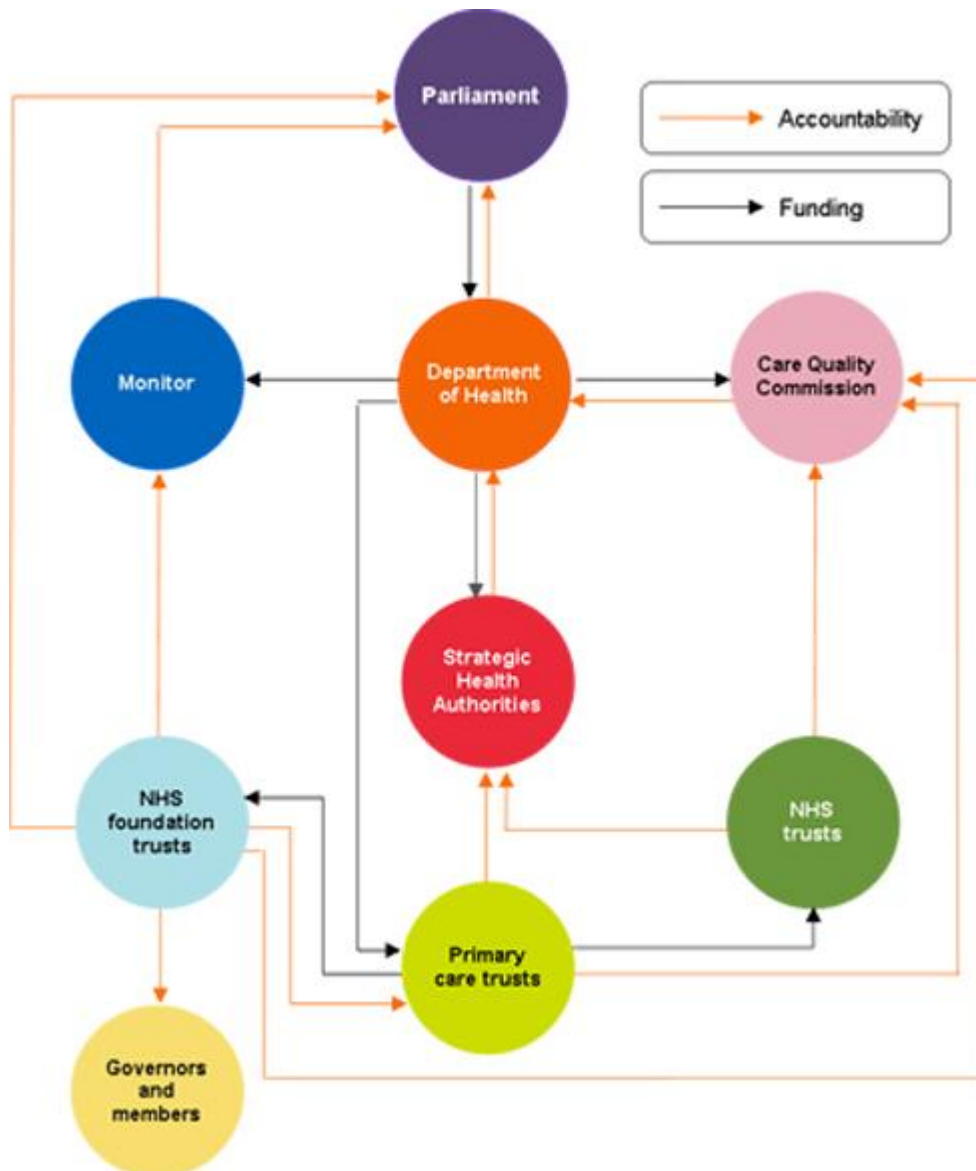 Parliament
Accountability
Funding
Monitor
Department
of Health
Care Quality
Commission
Strategic
Health
Authorities
NHS
foundation
trusts
NHS
trusts
Primary
care trusts
Governors
and
members